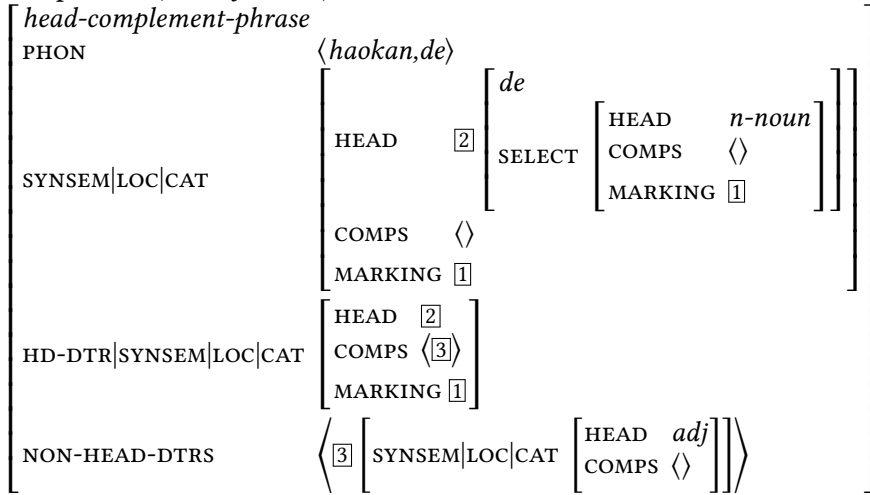 head-complement-phrase
PHON ⟨haokan,de⟩
de
HEAD n-noun
HEAD 2 SELECT COMPS ⟨⟩
SYNSEM|LOC|CAT MARKING 1
COMPS ⟨⟩
MARKING 1
HEAD 2
HD-DTR|SYNSEM|LOC|CAT COMPS ⟨3⟩
MARKING 1
NON-HEAD-DTRS ⟨3 [SYNSEM|LOC|CAT [HEAD adj
COMPS ⟨⟩]]⟩